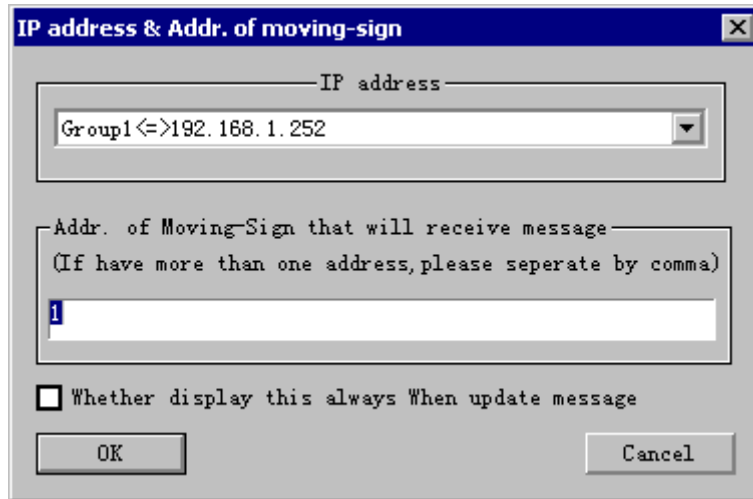 IP address & Addr. of moving-sign
IP address
Group1<=>192.168.1.252
Addr. of Moving-Sign that will receive message
(If have more than one address,please seperate by comma)
1
Whether display this always When update message
OK
Cancel